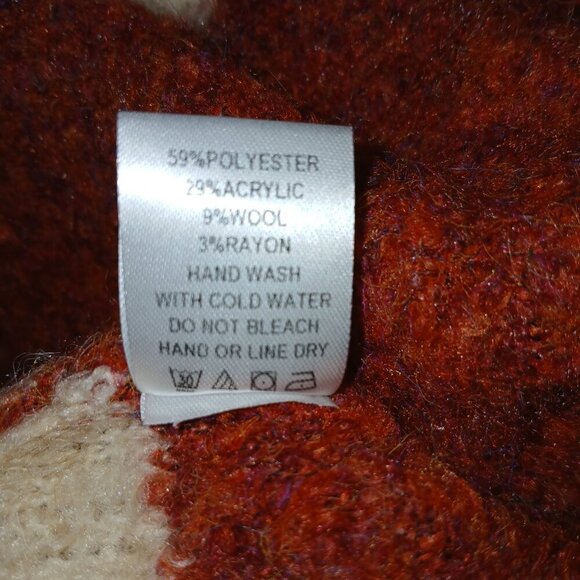 59%POLYESTER
29%ACRYLIC
9%WOOL
3%RAYON
HAND WASH
WITH COLD WATER
DO NOT BLEACH
HAND OR LINE DRY
30